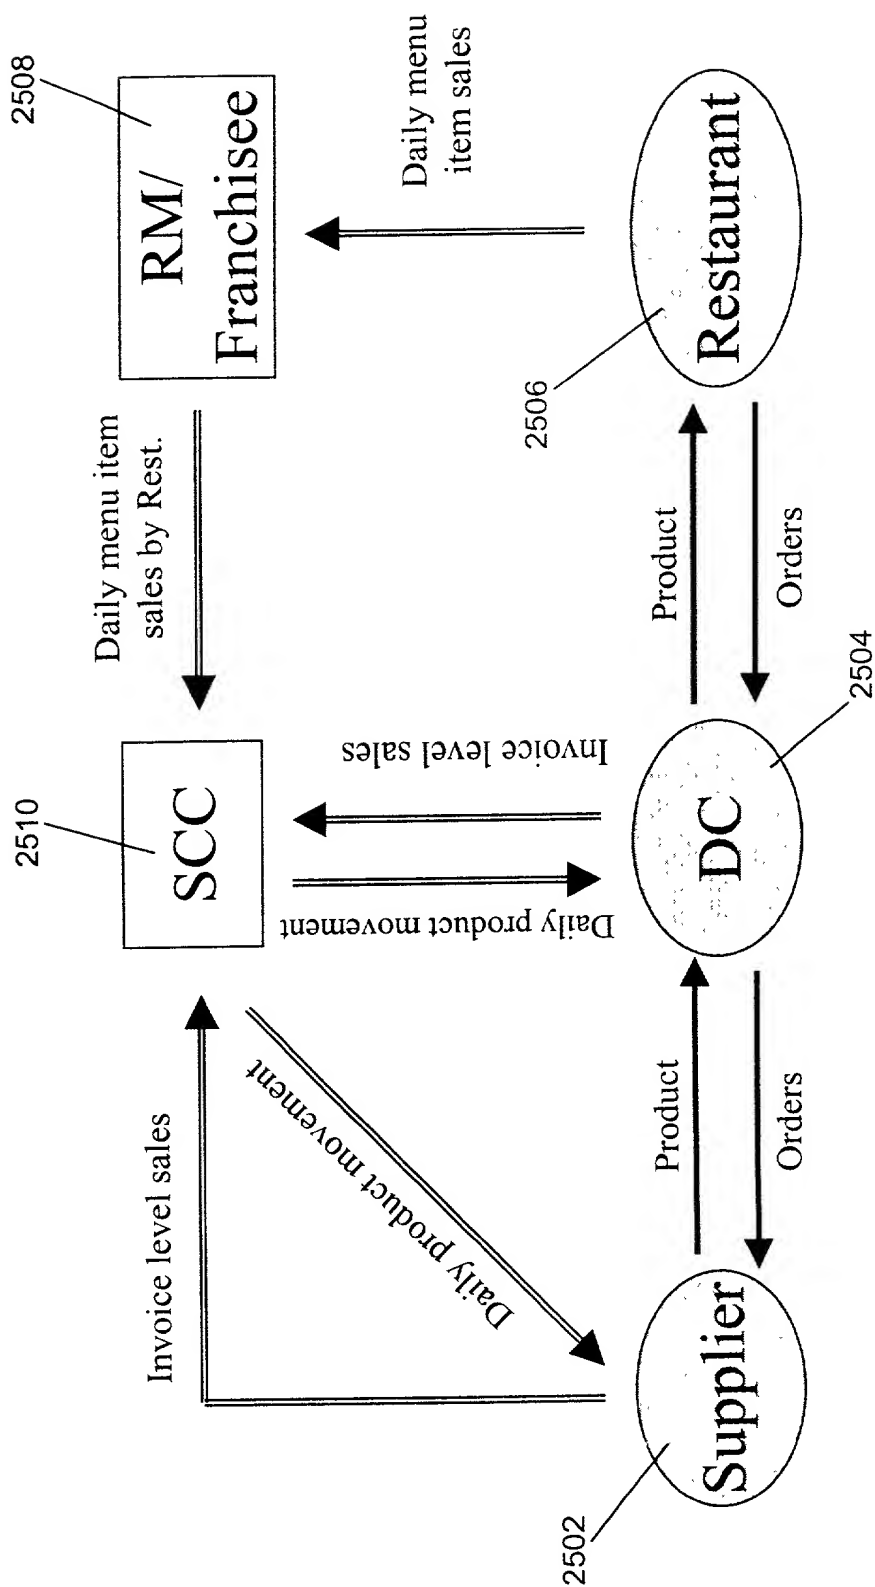 2510
2508
SCC
RM/
Franchisee
Daily menu item
sales by Rest.
Invoice level sales
Daily product movement
Daily product movement
Invoice level sales
Daily menu
item sales
2502
Supplier
Product
Orders
DC
2504
Product
Orders
2506
Restaurant